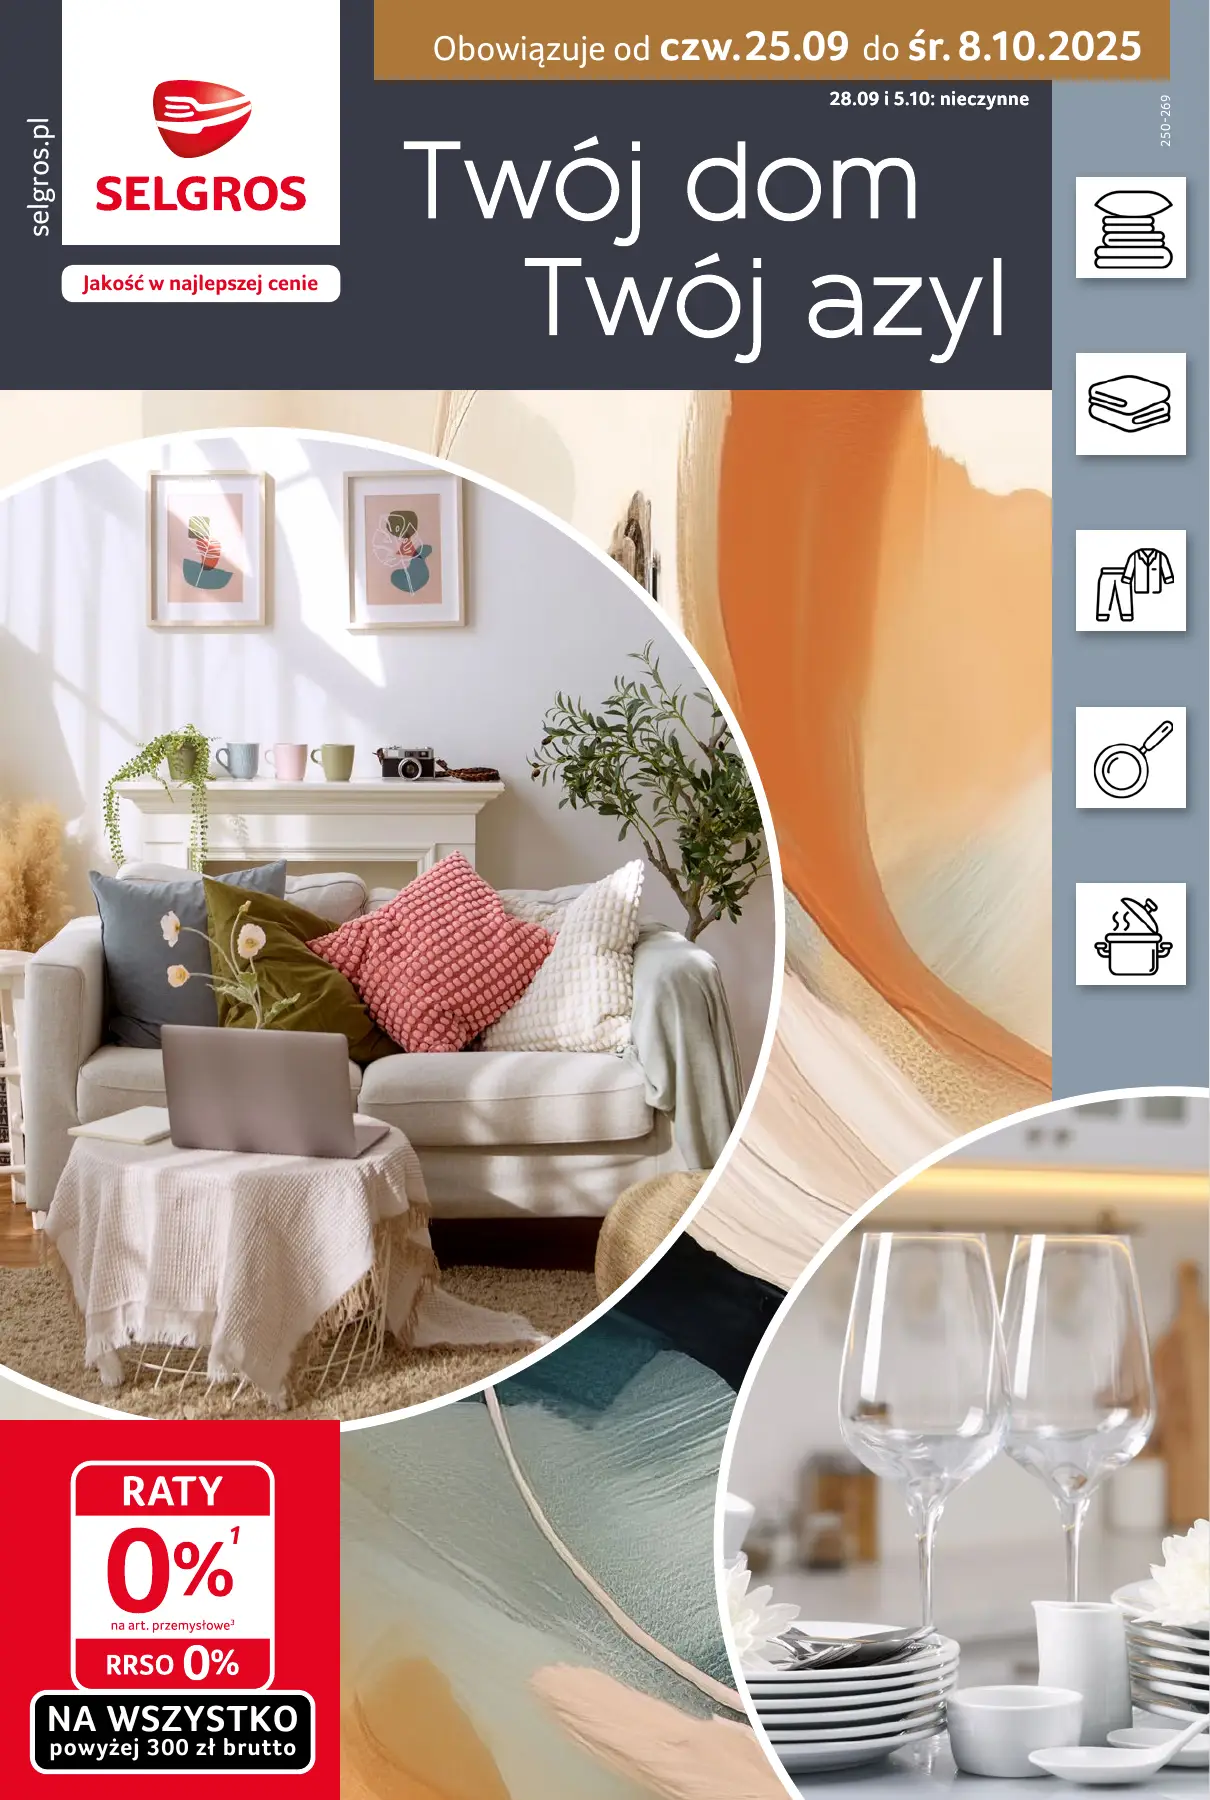 Obowiązuje od czw. 25.09 do śr. 8.10.2025
28.09 i 5.10: nieczynne
250-269
selgros.pl
SELGROS
Jakość w najlepszej cenie
Twój dom
Twój azyl
RATY
0%¹
na art. przemysłowe³
RRSO 0%
NA WSZYSTKO
powyżej 300 zł brutto